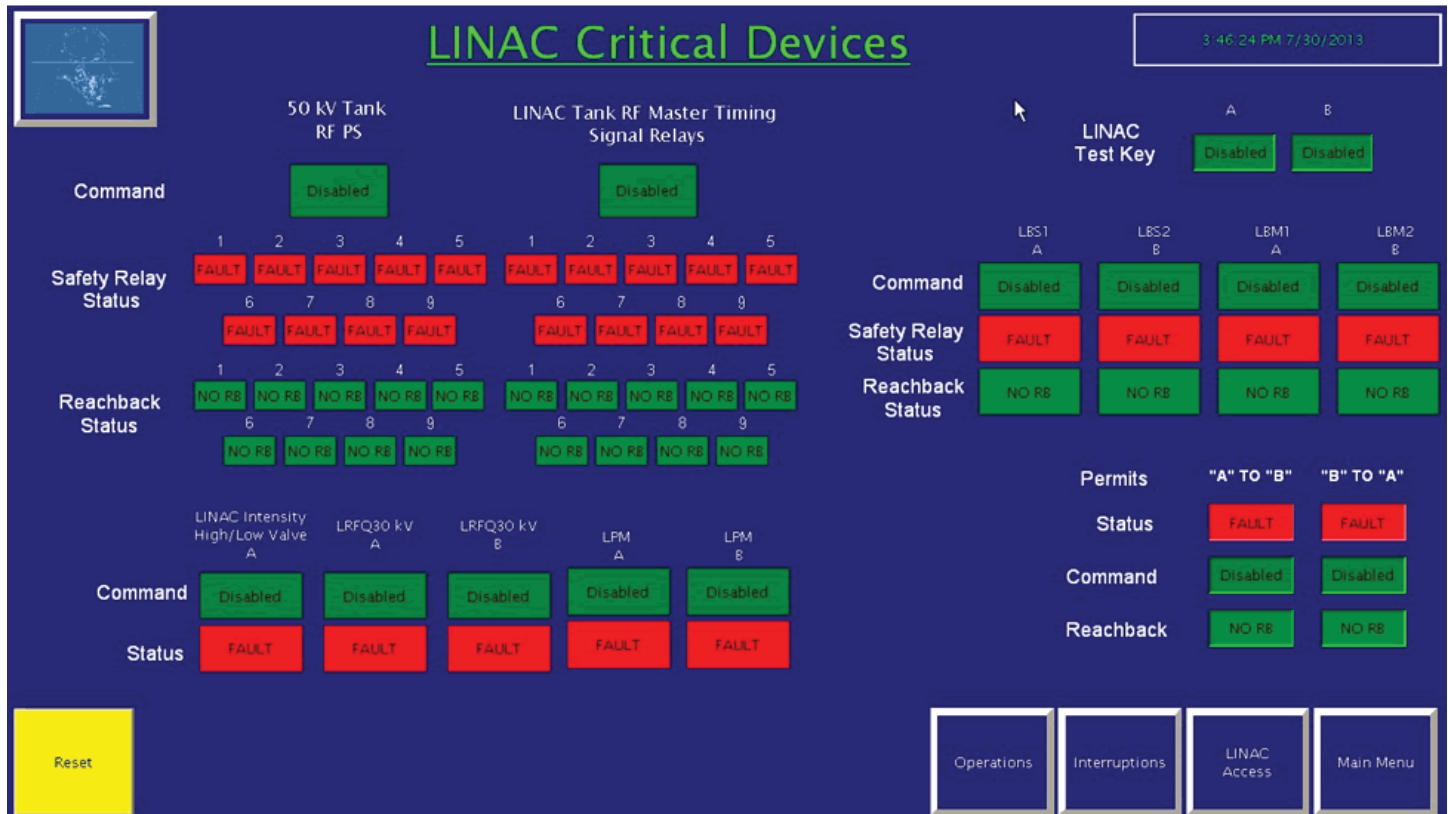 LINAC Critical Devices
3:46:24 PM 7/30/2013
50 kV Tank
RF PS
LINAC Tank RF Master Timing
Signal Relays
Command
Disabled
Disabled
Safety Relay
Status
1 2 3 4 5 1 2 3 4 5
FAULT FAULT FAULT FAULT FAULT FAULT FAULT FAULT FAULT FAULT
6 7 8 9 6 7 8 9
FAULT FAULT FAULT FAULT FAULT FAULT FAULT FAULT
Reachback
Status
1 2 3 4 5 1 2 3 4 5
NO RB NO RB NO RB NO RB NO RB NO RB NO RB NO RB NO RB NO RB
6 7 8 9 6 7 8 9
NO RB NO RB NO RB NO RB NO RB NO RB NO RB NO RB
LINAC Intensity
High/Low Valve
A
LRFQ30 kV
A
LRFQ30 kV
B
LPM
A
LPM
B
Command
Disabled Disabled Disabled Disabled Disabled
Status
FAULT FAULT FAULT FAULT FAULT
A B
LINAC
Test Key
Disabled Disabled
LBS1
A
LBS2
B
LBM1
A
LBM2
B
Command
Disabled Disabled Disabled Disabled
Safety Relay
Status
FAULT FAULT FAULT FAULT
Reachback
Status
NO RB NO RB NO RB NO RB
Permits "A" TO "B" "B" TO "A"
Status FAULT FAULT
Command Disabled Disabled
Reachback NO RB NO RB
Reset
Operations
Interruptions
LINAC
Access
Main Menu